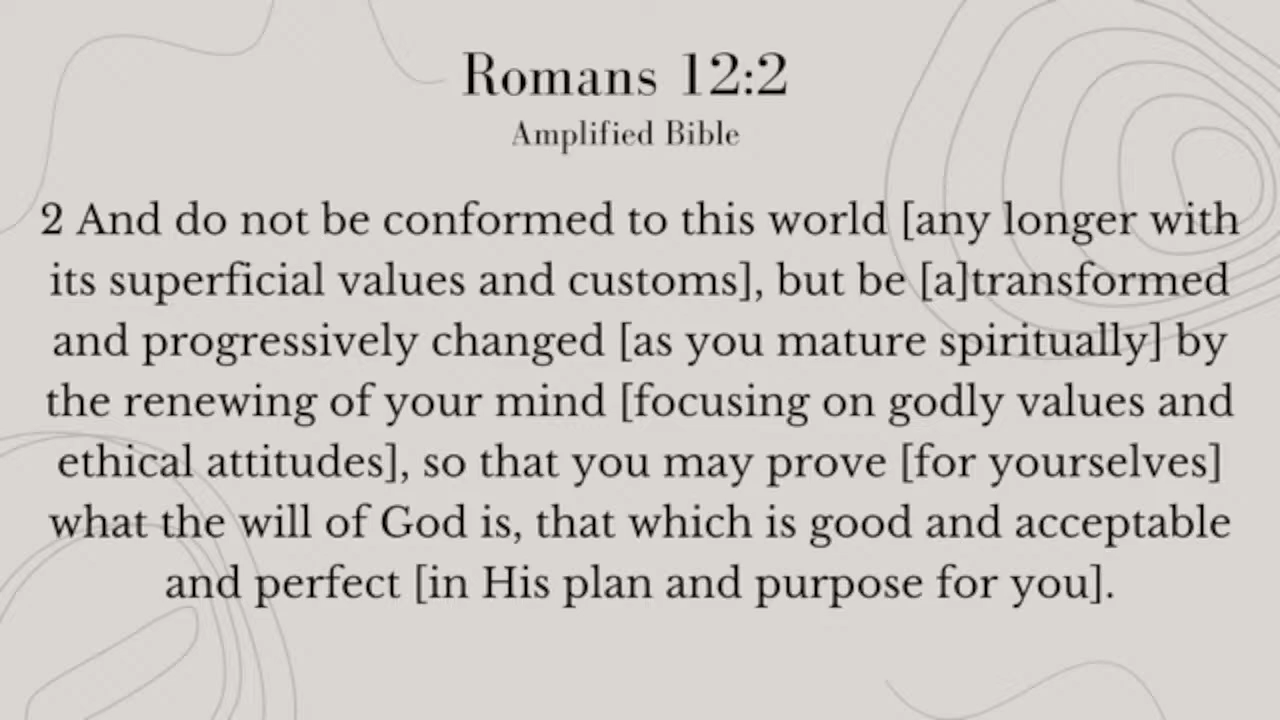 Romans 12:2
Amplified Bible
2 And do not be conformed to this world [any longer with
its superficial values and customs], but be [a]transformed
and progressively changed [as you mature spiritually] by
the renewing of your mind [focusing on godly values and
ethical attitudes], so that you may prove [for yourselves]
what the will of God is, that which is good and acceptable
and perfect [in His plan and purpose for you].